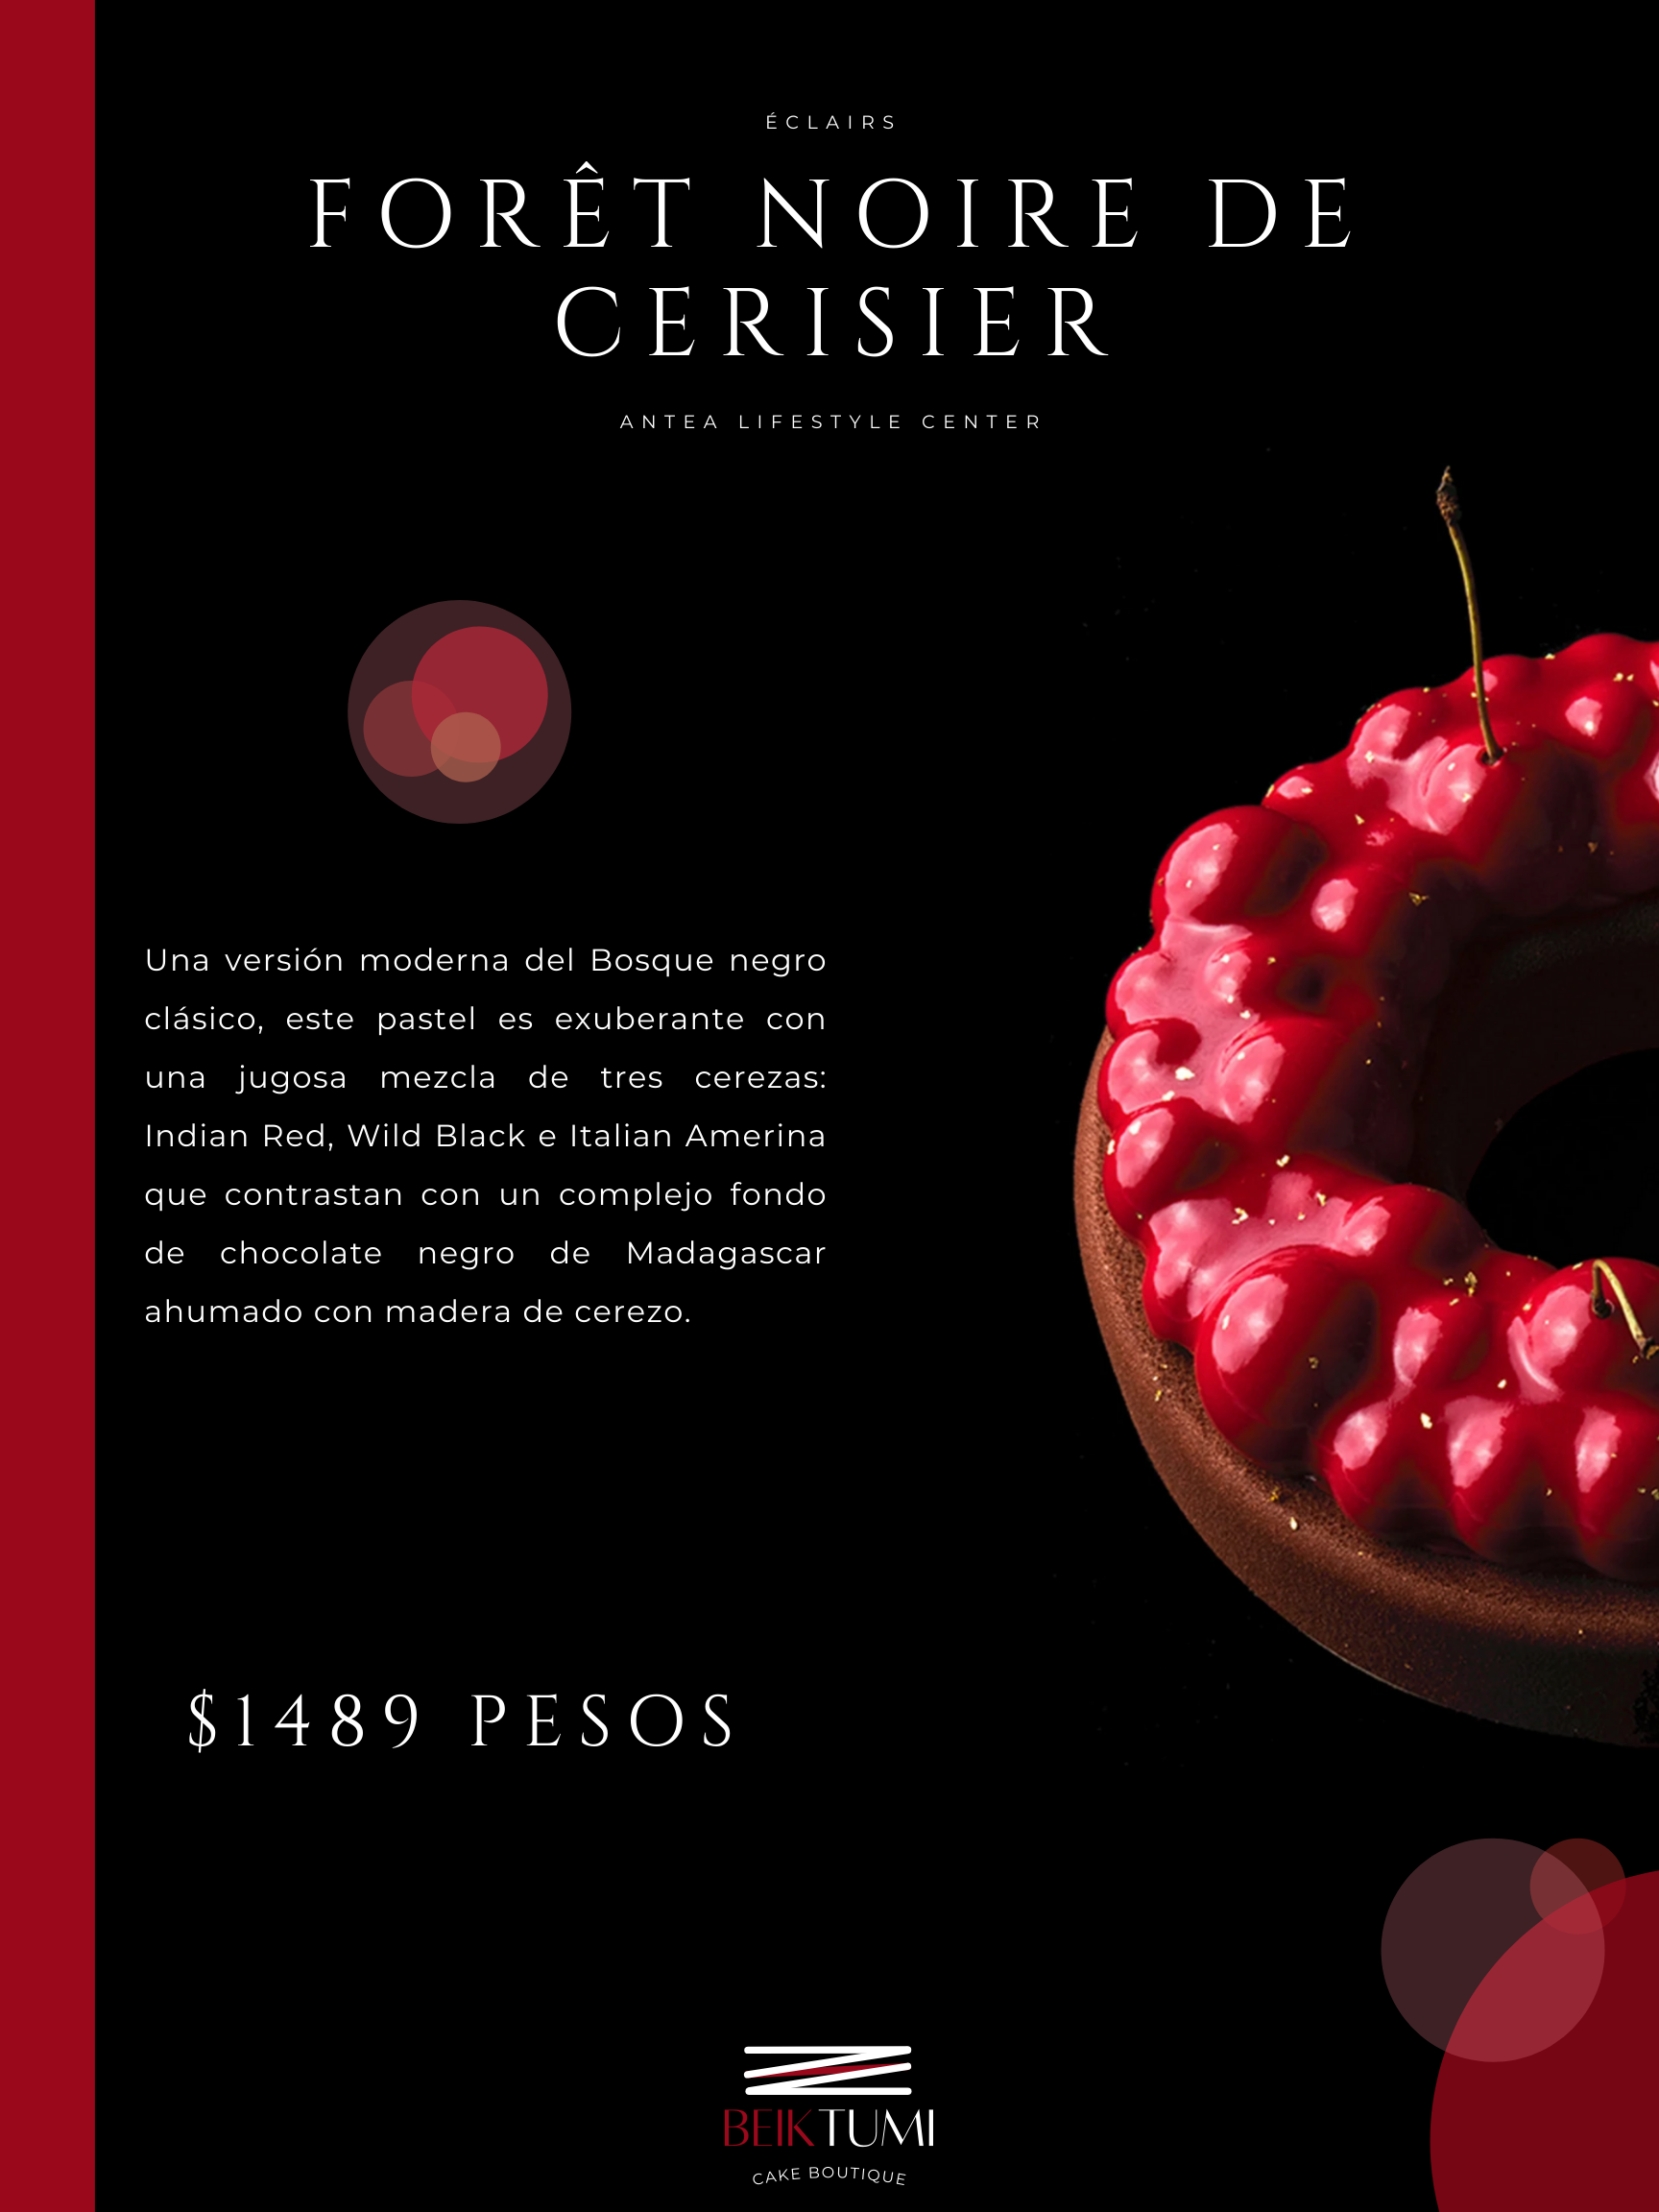 ÉCLAIRS
FORÊT NOIRE DE
CERISIER
ANTEA LIFESTYLE CENTER
Una versión moderna del Bosque negro
clásico, este pastel es exuberante con
una jugosa mezcla de tres cerezas:
Indian Red, Wild Black e Italian Amerina
que contrastan con un complejo fondo
de chocolate negro de Madagascar
ahumado con madera de cerezo.
$1489 PESOS
BEIKTUMI
CAKE BOUTIQUE